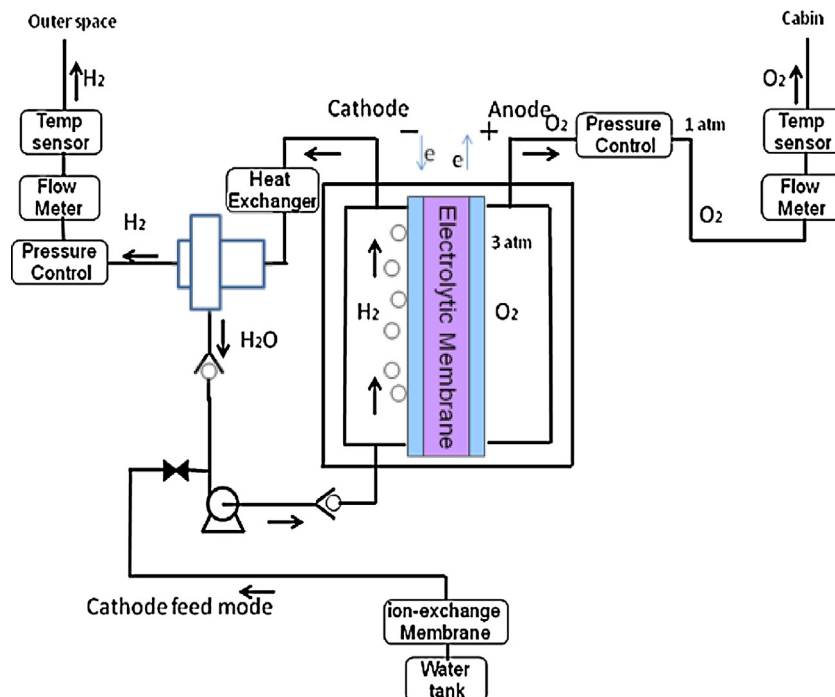 Outer space
H2
Temp
sensor
Flow
Meter
Pressure
Control
H2
Heat
Exchanger
H2O
Cathode
−
e
e
+
Anode
O2
Pressure
Control
1 atm
O2
Cabin
O2
Temp
sensor
Flow
Meter
3 atm
H2
Electrolytic Membrane
O2
Cathode feed mode
ion-exchange
Membrane
Water
tank